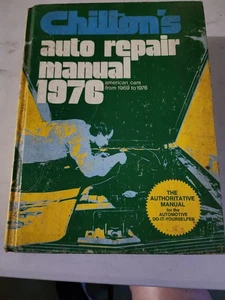 Chilton's
auto repair
manual
1976
american cars
from 1969 to 1976
THE
AUTHORITATIVE
MANUAL
for the
AUTOMOTIVE
DO-IT-YOURSELFER